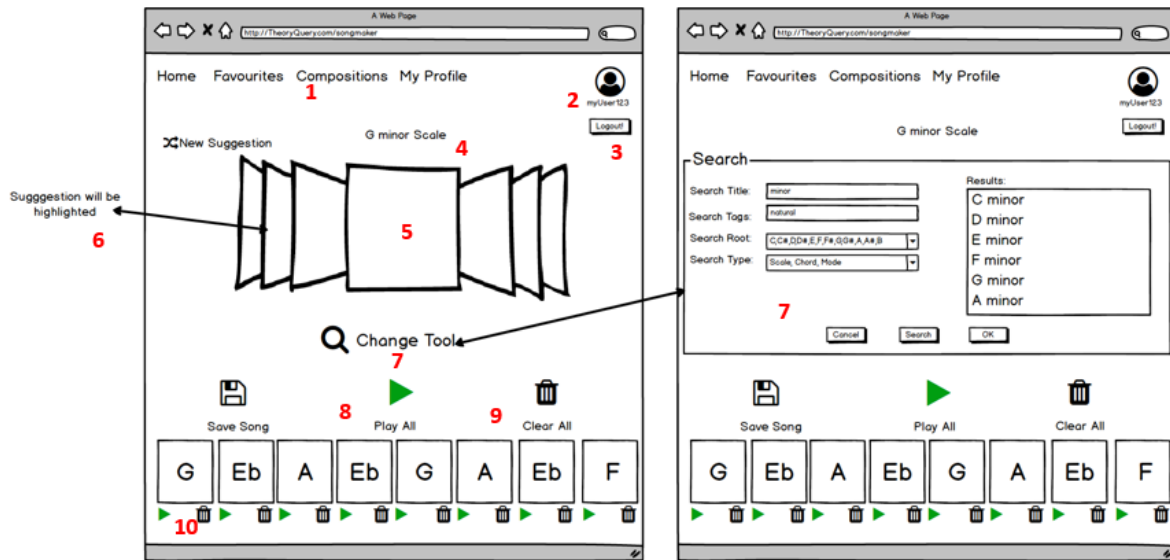 A Web Page
http://TheoryQuery.com/songmaker
Home Favourites Compositions My Profile
1
2
myUser123
Logout!
3
G minor Scale
4
New Suggestion
Sugggestion will be
highlighted
6
5
Change Tool
7
8
9
Save Song Play All Clear All
G Eb A Eb G A Eb F
10
A Web Page
http://TheoryQuery.com/songmaker
Home Favourites Compositions My Profile
myUser123
Logout!
G minor Scale
Search
Search Title: minor
Search Tags: natural
Search Root: C,C#,D,D#,E,F,F#,G,G#,A,A#,B
Search Type: Scale, Chord, Mode
Results:
C minor
D minor
E minor
F minor
G minor
A minor
7
Cancel Search OK
Save Song Play All Clear All
G Eb A Eb G A Eb F